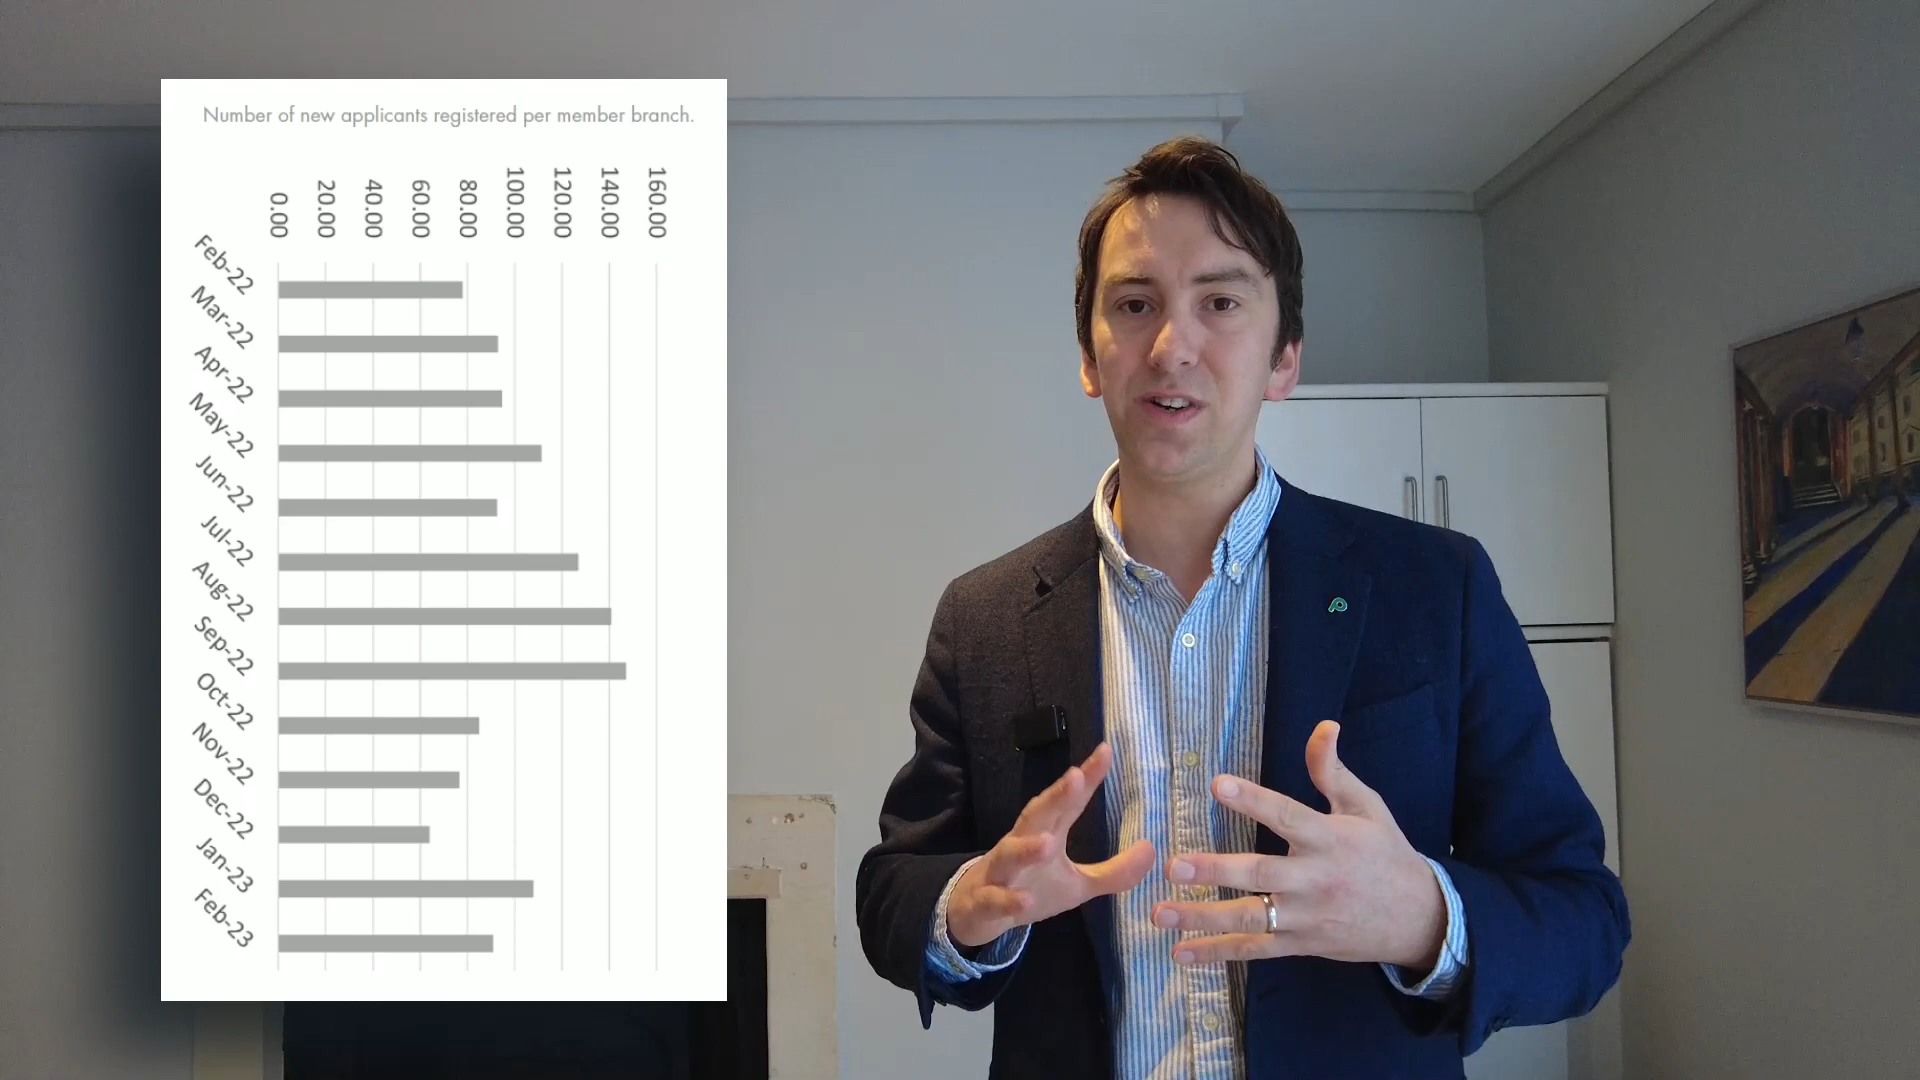 Number of new applicants registered per member branch.
0.00
20.00
40.00
60.00
80.00
100.00
120.00
140.00
160.00
Feb-22
Mar-22
Apr-22
May-22
Jun-22
Jul-22
Aug-22
Sep-22
Oct-22
Nov-22
Dec-22
Jan-23
Feb-23